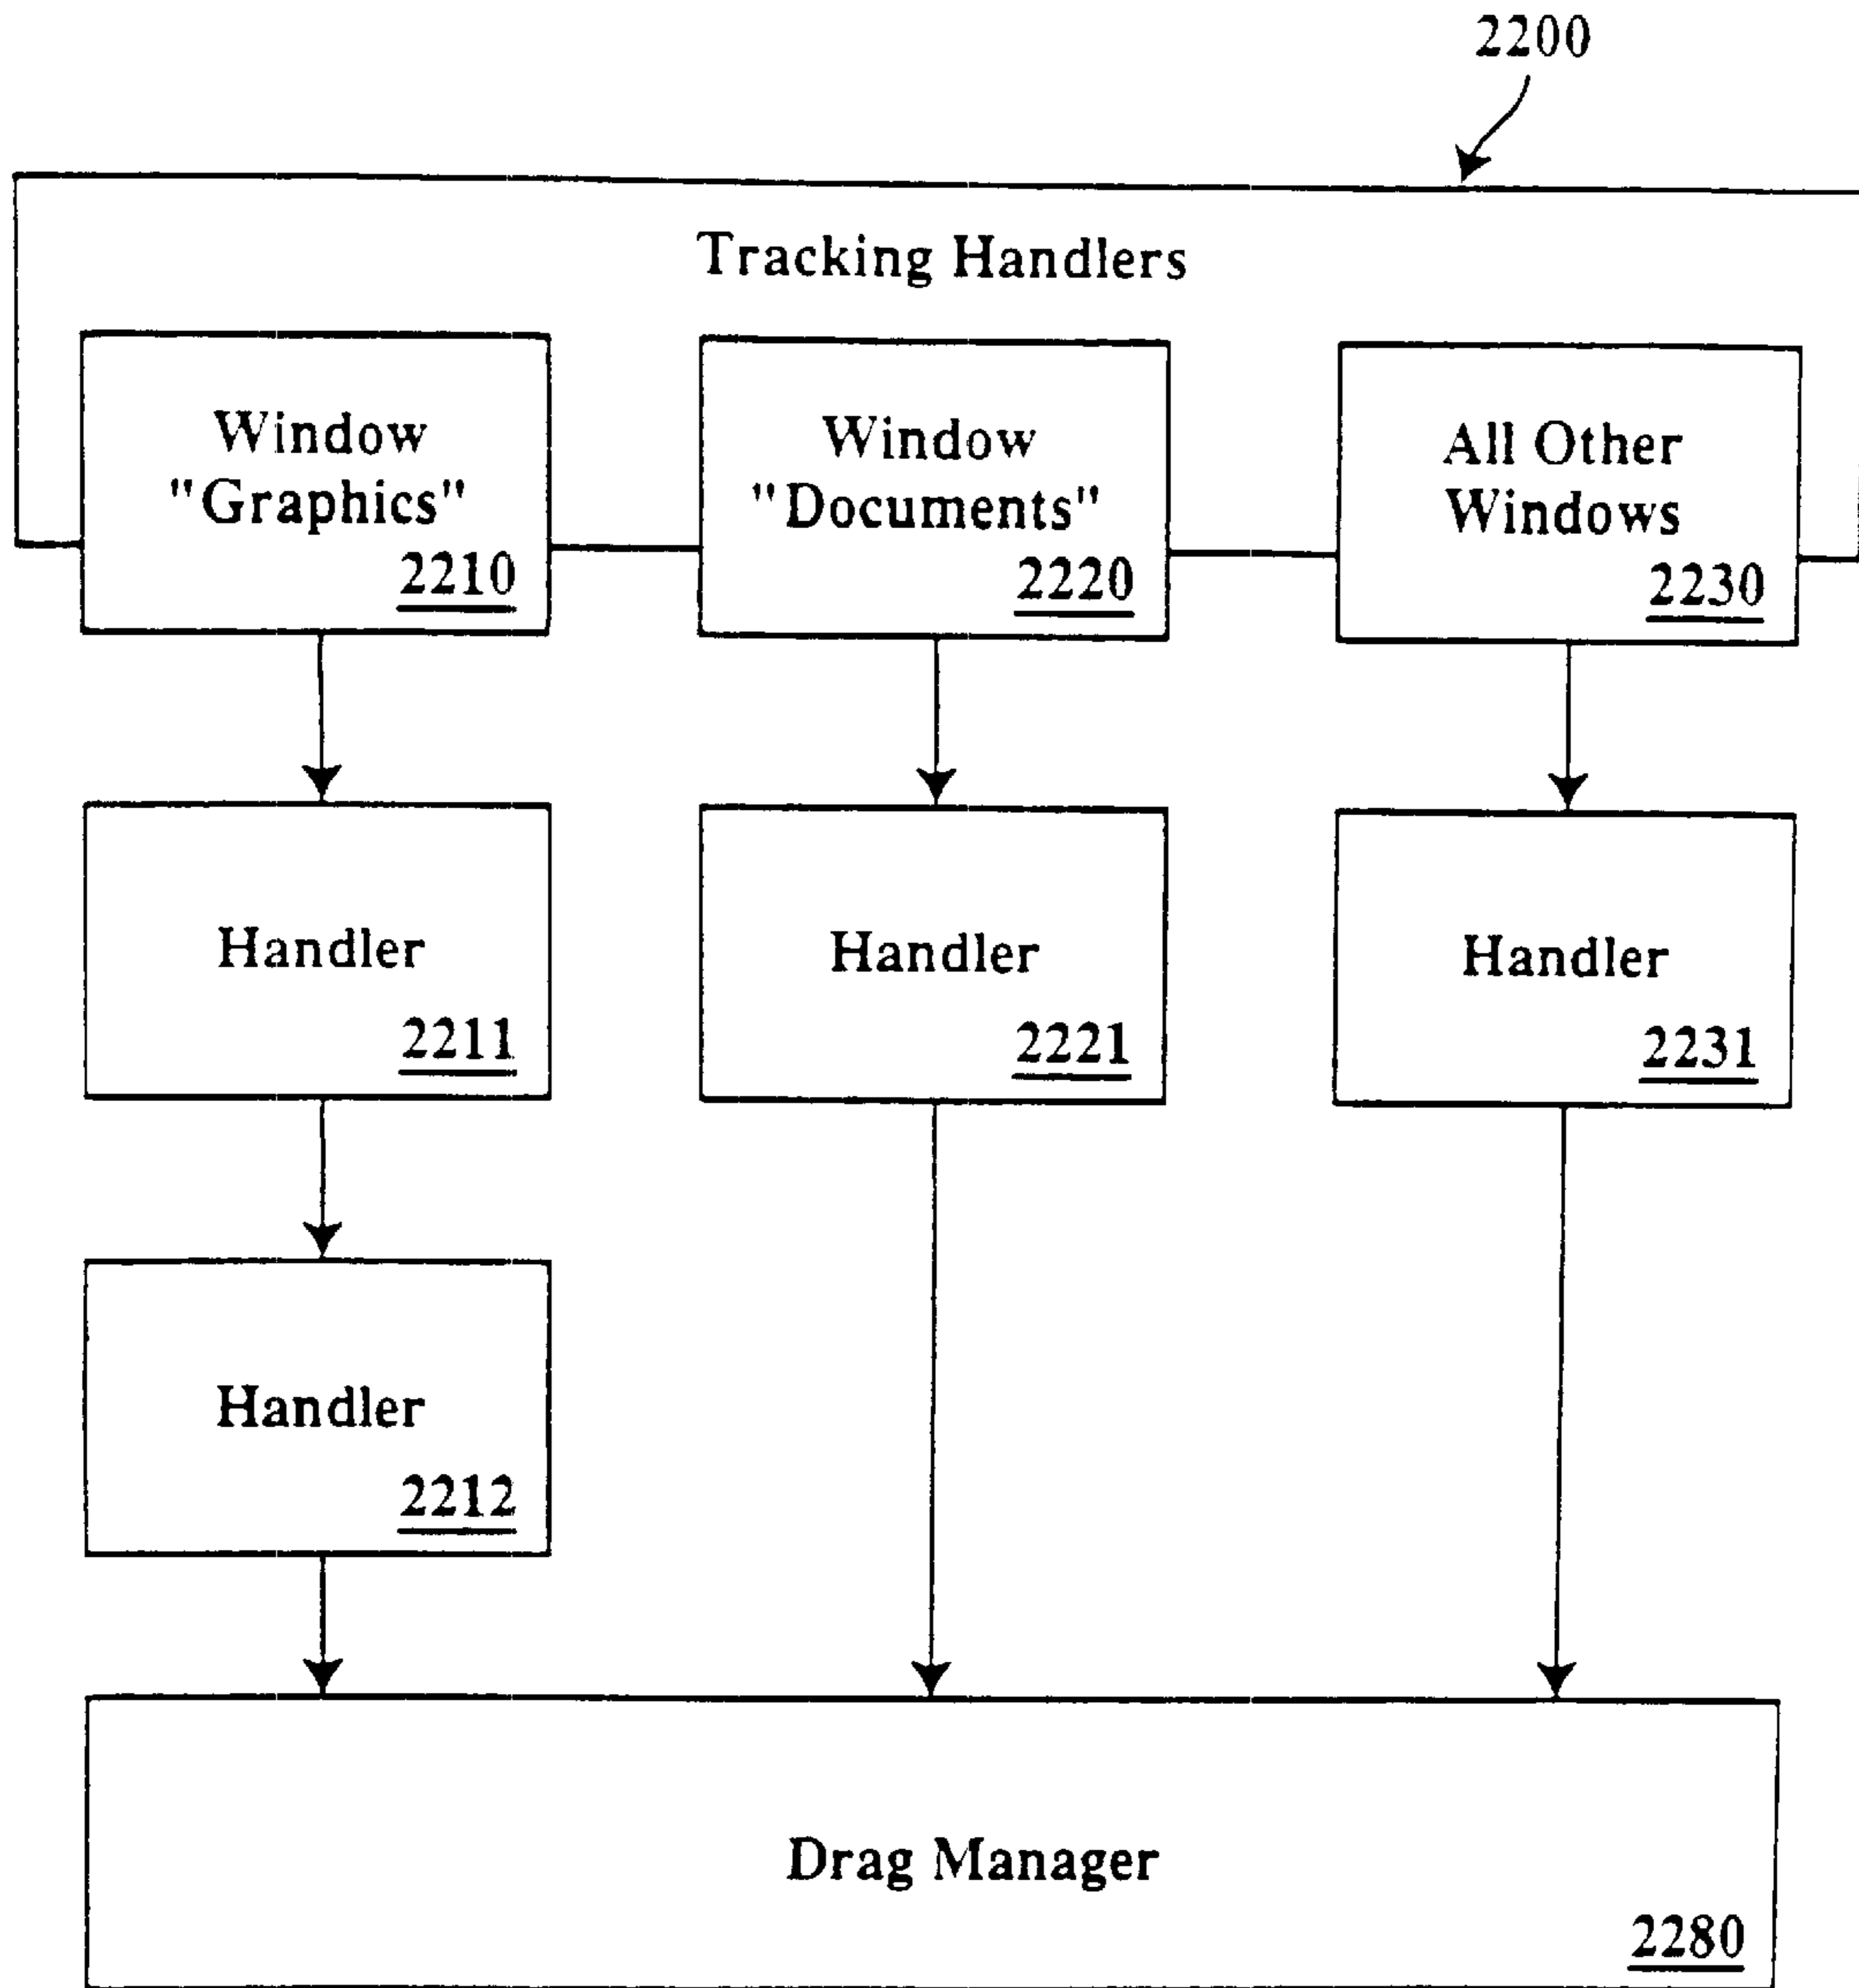 2200
Tracking Handlers
Window
"Graphics"
2210
Window
"Documents"
2220
All Other
Windows
2230
Handler
2211
Handler
2221
Handler
2231
Handler
2212
Drag Manager
2280